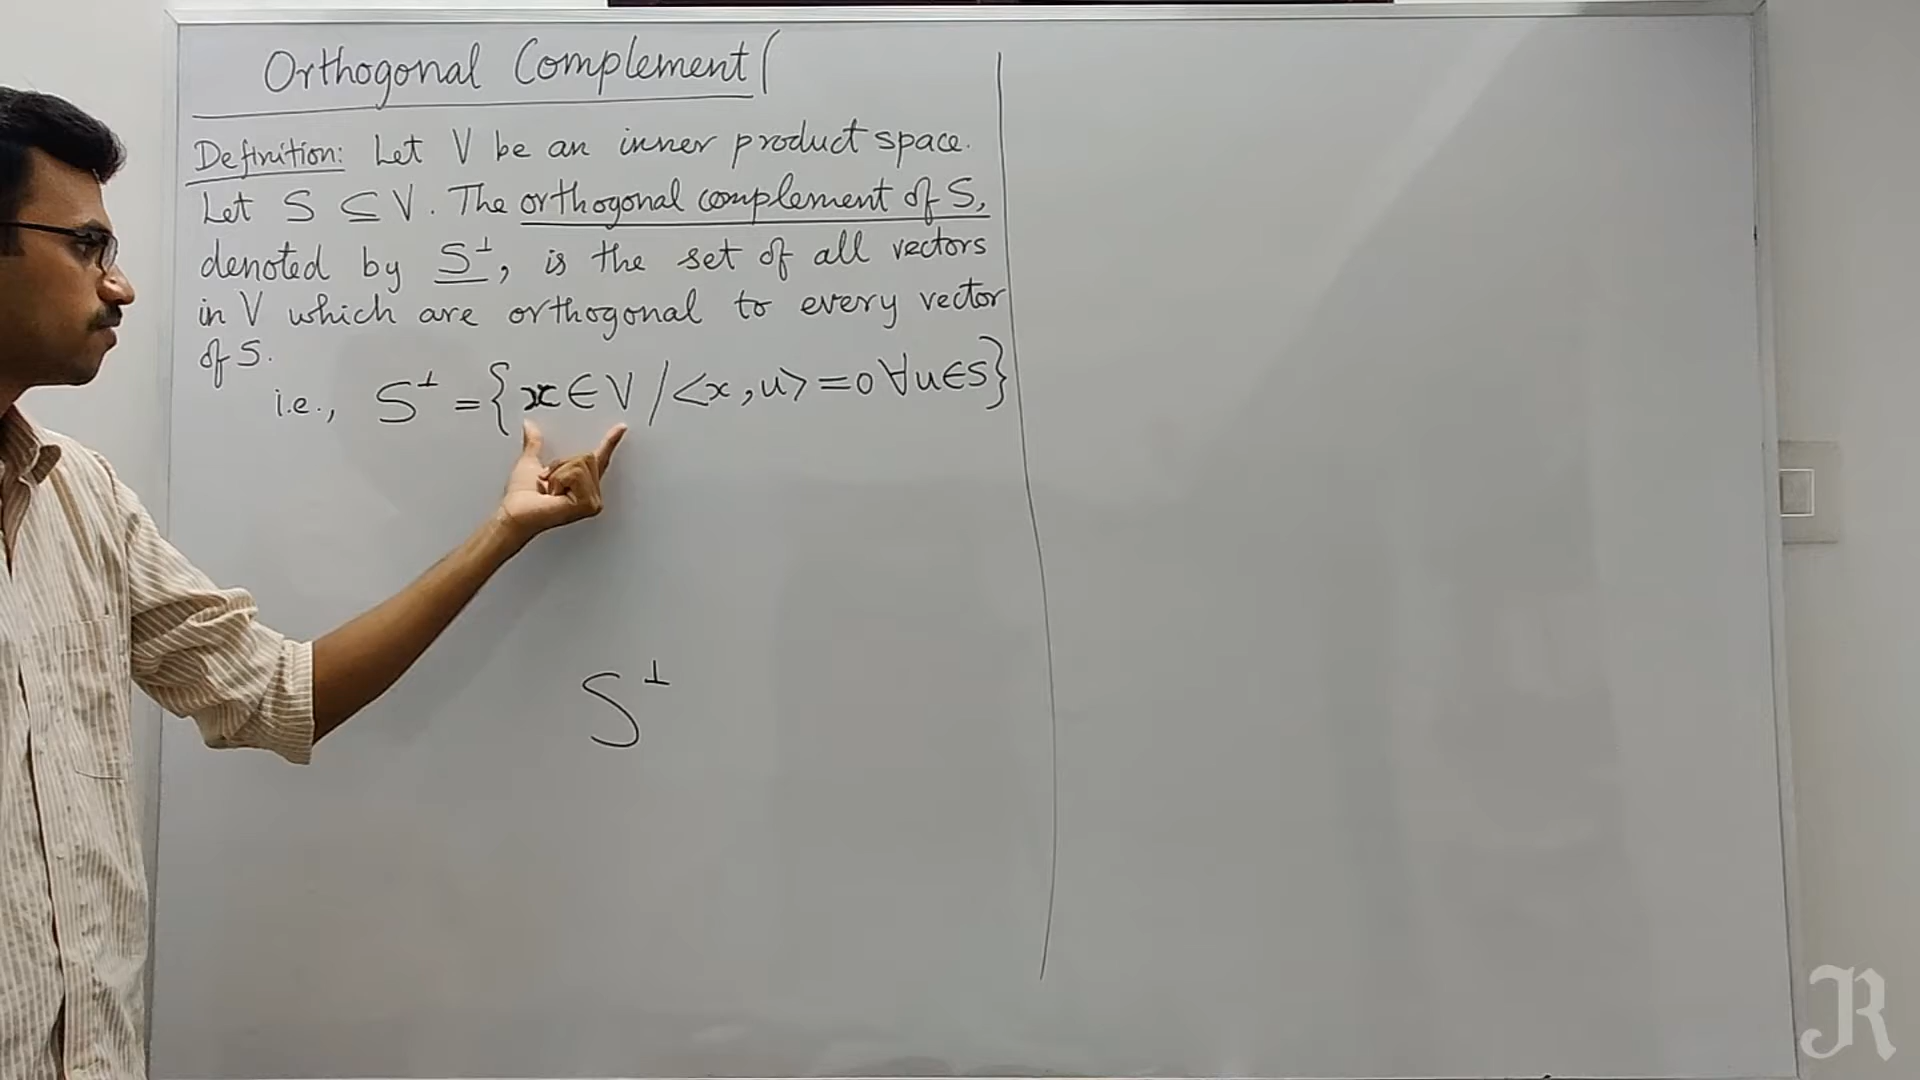 Orthogonal Complement (
Definition: Let V be an inner product space.
Let S ⊆ V. The orthogonal complement of S,
denoted by S⊥, is the set of all vectors
in V which are orthogonal to every vector
of S.
i.e., S⊥ = {x ∈ V / <x, u> = 0 ∀ u ∈ S}
S⊥
R